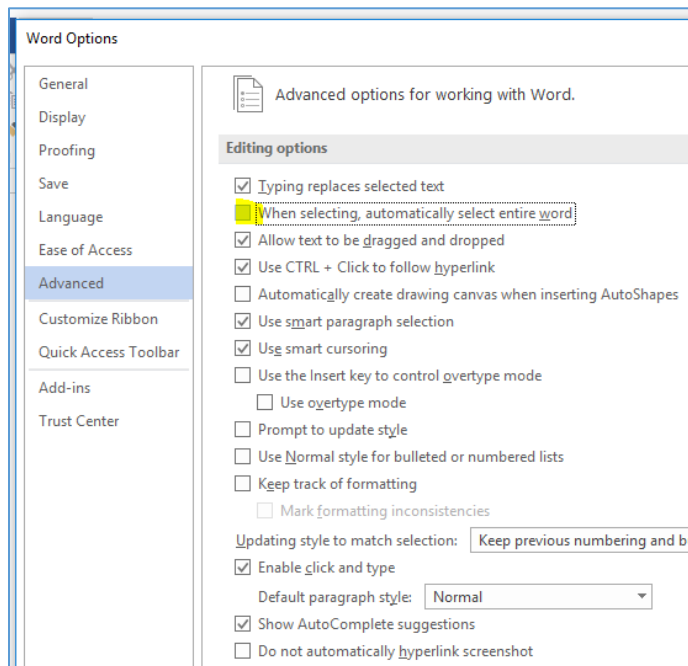 Word Options
General
Display
Proofing
Save
Language
Ease of Access
Advanced
Customize Ribbon
Quick Access Toolbar
Add-ins
Trust Center
Advanced options for working with Word.
Editing options
Typing replaces selected text
When selecting, automatically select entire word
Allow text to be dragged and dropped
Use CTRL + Click to follow hyperlink
Automatically create drawing canvas when inserting AutoShapes
Use smart paragraph selection
Use smart cursoring
Use the Insert key to control overtype mode
Use overtype mode
Prompt to update style
Use Normal style for bulleted or numbered lists
Keep track of formatting
Mark formatting inconsistencies
Updating style to match selection: Keep previous numbering and b
Enable click and type
Default paragraph style: Normal
Show AutoComplete suggestions
Do not automatically hyperlink screenshot